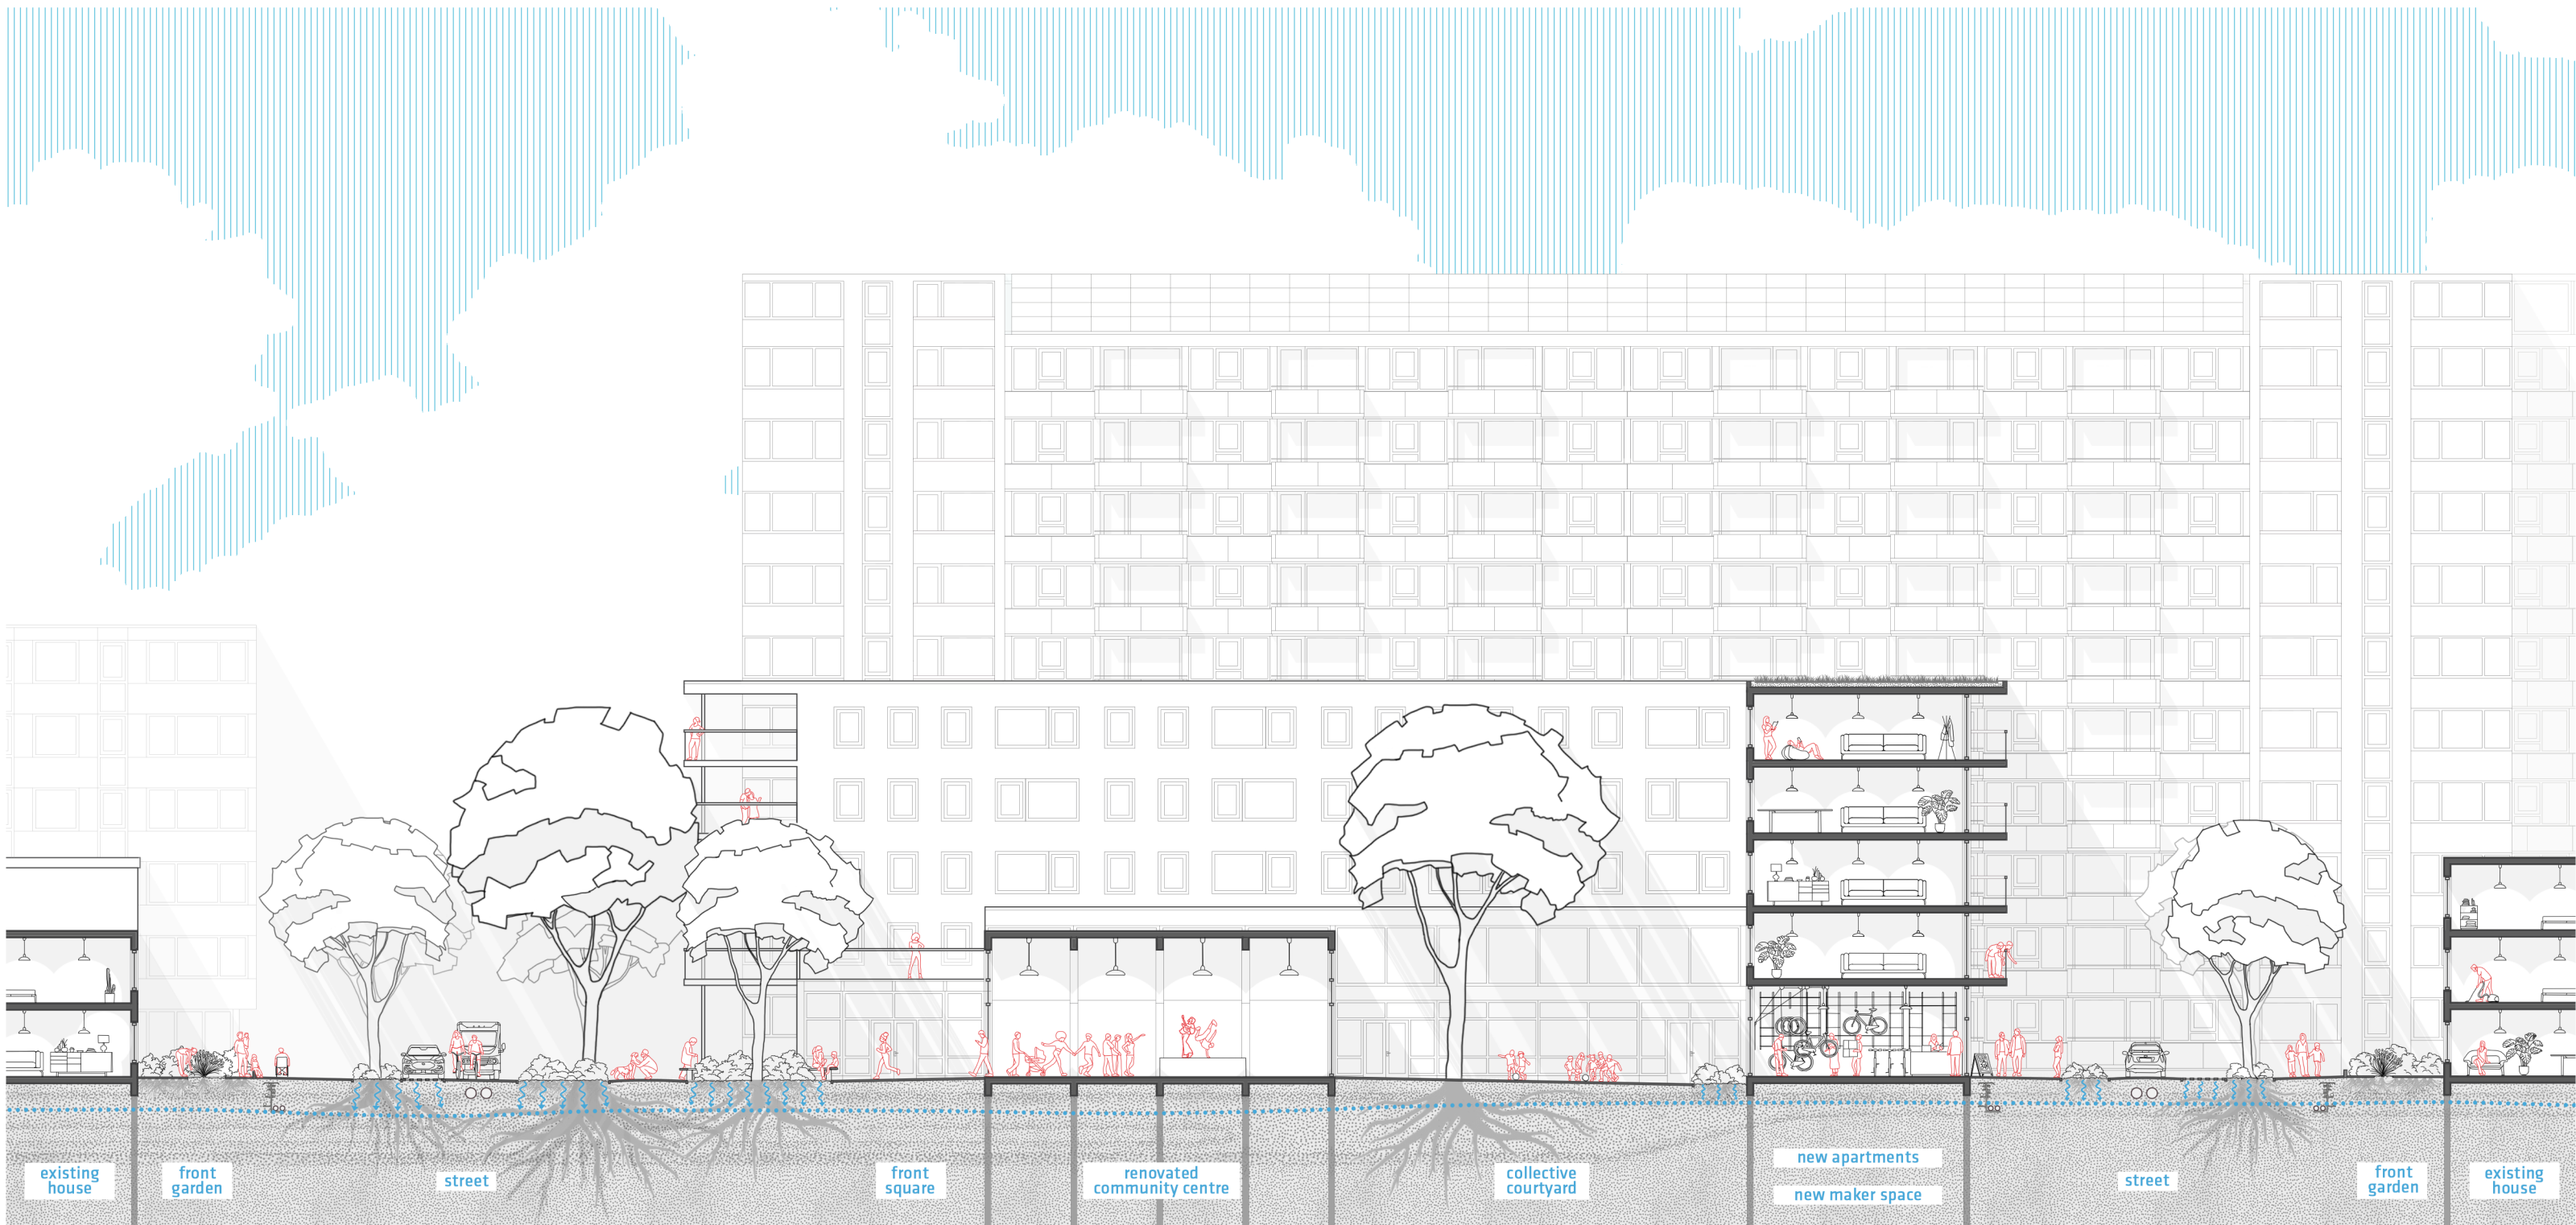 existing
house
front
garden
street
front
square
renovated
community centre
collective
courtyard
new apartments
new maker space
street
front
garden
existing
house